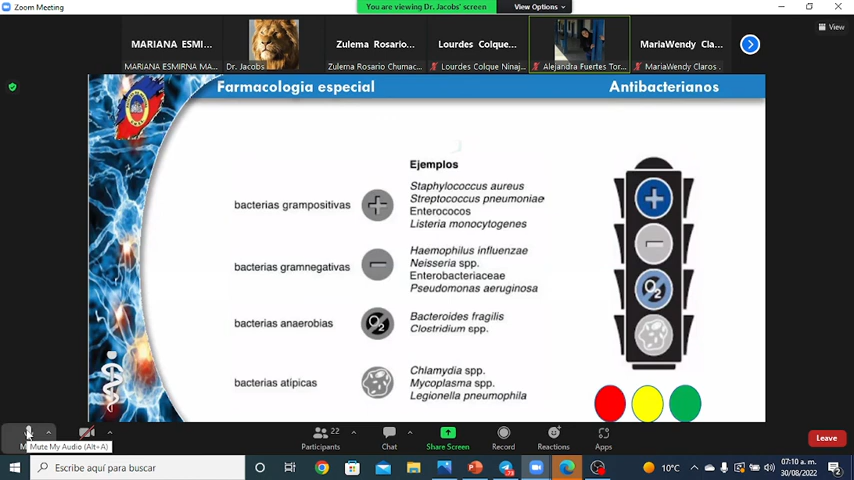 Zoom Meeting
You are viewing Dr. Jacobs' screen
View Options
View
MARIANA ESMI...
Zulema Rosario...
Lourdes Colque...
MariaWendy Cla...
MARIANA ESMIRNA MA...
Dr. Jacobs
Zulema Rosario Chumac...
Lourdes Colque Ninaj...
Alejandra Fuertes Tor...
MariaWendy Claros .
Farmacologia especial
Antibacterianos
Ejemplos
bacterias grampositivas
Staphylococcus aureus
Streptococcus pneumoniae
Enterococos
Listeria monocytogenes
bacterias gramnegativas
Haemophilus influenzae
Neisseria spp.
Enterobacteriaceae
Pseudomonas aeruginosa
bacterias anaerobias
O2
Bacteroides fragilis
Clostridium spp.
bacterias atipicas
Chlamydia spp.
Mycoplasma spp.
Legionella pneumophila
+
−
O2
Mute My Audio (Alt+A)
22
Participants
Chat
Share Screen
Record
Reactions
Apps
Leave
Escribe aquí para buscar
73
10°C
07:10 a. m.
30/08/2022
2